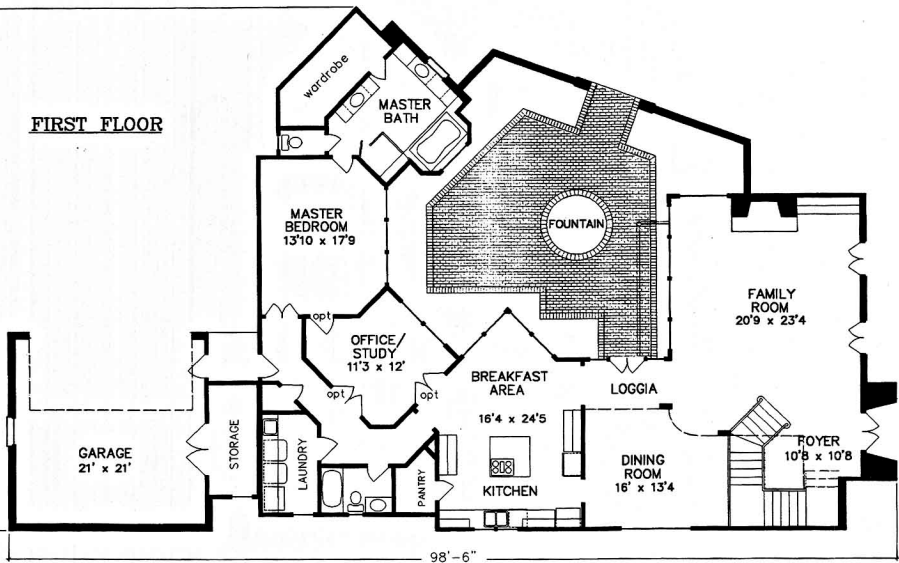 FIRST FLOOR
wardrobe
MASTER
BATH
MASTER
BEDROOM
13'10 x 17'9
FOUNTAIN
FAMILY
ROOM
20'9 x 23'4
opt
OFFICE/
STUDY
11'3 x 12'
opt
opt
BREAKFAST
AREA
16'4 x 24'5
KITCHEN
LOGGIA
GARAGE
21' x 21'
STORAGE
LAUNDRY
PANTRY
DINING
ROOM
16' x 13'4
FOYER
10'8 x 10'8
98'-6"